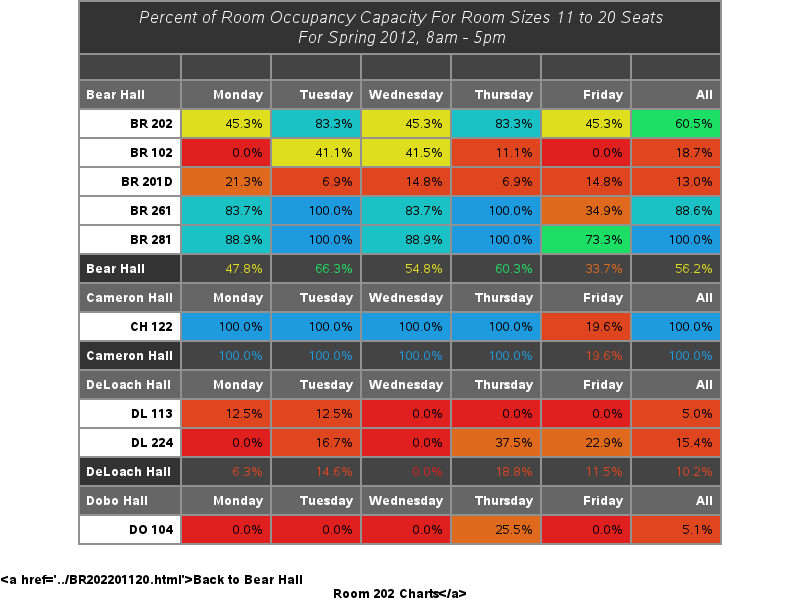 Percent of Room Occupancy Capacity For Room Sizes 11 to 20 Seats
For Spring 2012, 8am - 5pm
Bear Hall Monday Tuesday Wednesday Thursday Friday All
BR 202 45.3% 83.3% 45.3% 83.3% 45.3% 60.5%
BR 102 0.0% 41.1% 41.5% 11.1% 0.0% 18.7%
BR 201D 21.3% 6.9% 14.8% 6.9% 14.8% 13.0%
BR 261 83.7% 100.0% 83.7% 100.0% 34.9% 88.6%
BR 281 88.9% 100.0% 88.9% 100.0% 73.3% 100.0%
Bear Hall 47.8% 66.3% 54.8% 60.3% 33.7% 56.2%
Cameron Hall Monday Tuesday Wednesday Thursday Friday All
CH 122 100.0% 100.0% 100.0% 100.0% 19.6% 100.0%
Cameron Hall 100.0% 100.0% 100.0% 100.0% 19.6% 100.0%
DeLoach Hall Monday Tuesday Wednesday Thursday Friday All
DL 113 12.5% 12.5% 0.0% 0.0% 0.0% 5.0%
DL 224 0.0% 16.7% 0.0% 37.5% 22.9% 15.4%
DeLoach Hall 6.3% 14.6% 0.0% 18.8% 11.5% 10.2%
Dobo Hall Monday Tuesday Wednesday Thursday Friday All
DO 104 0.0% 0.0% 0.0% 25.5% 0.0% 5.1%
<a href='../BR202201120.html'>Back to Bear Hall
Room 202 Charts</a>